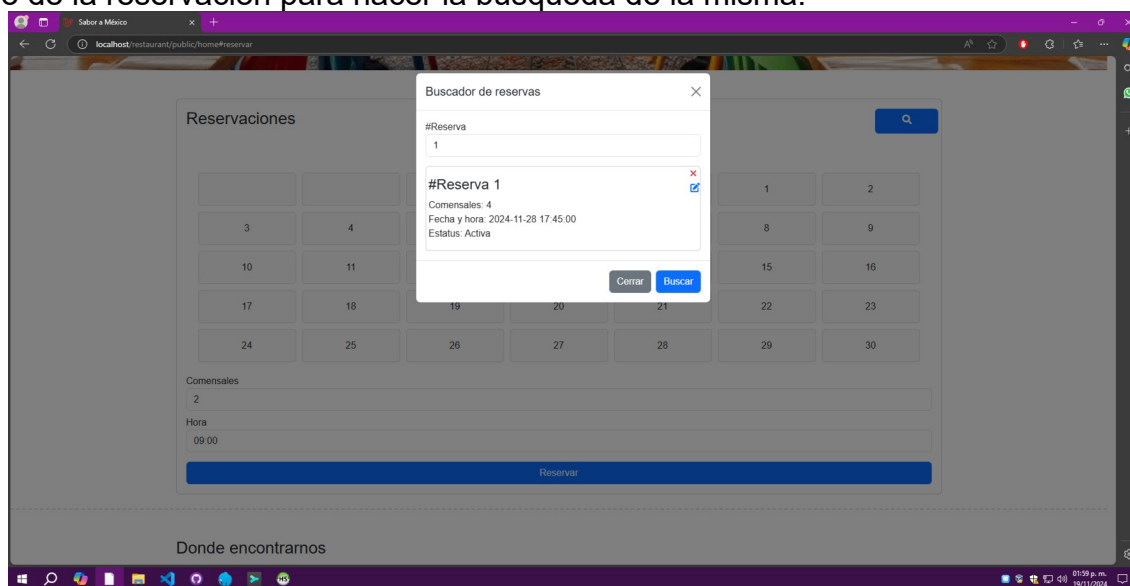 o de la reservación para hacer la búsqueda de la misma.
Sabor a México
localhost/restaurant/public/home#reservar
Buscador de reservas
Reservaciones
#Reserva
1
#Reserva 1
Comensales: 4
Fecha y hora: 2024-11-28 17:45:00
Estatus: Activa
Cerrar Buscar
1 2
3 4 8 9
10 11 15 16
17 18 19 20 21 22 23
24 25 26 27 28 29 30
Comensales
2
Hora
09:00
Reservar
Donde encontrarnos
01:59 p. m.
19/11/2024